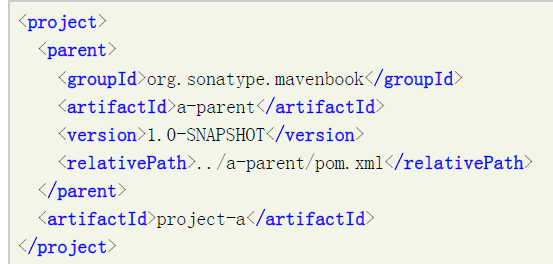 <project>
<parent>
<groupId>org.sonatype.mavenbook</groupId>
<artifactId>a-parent</artifactId>
<version>1.0-SNAPSHOT</version>
<relativePath>../a-parent/pom.xml</relativePath>
</parent>
<artifactId>project-a</artifactId>
</project>